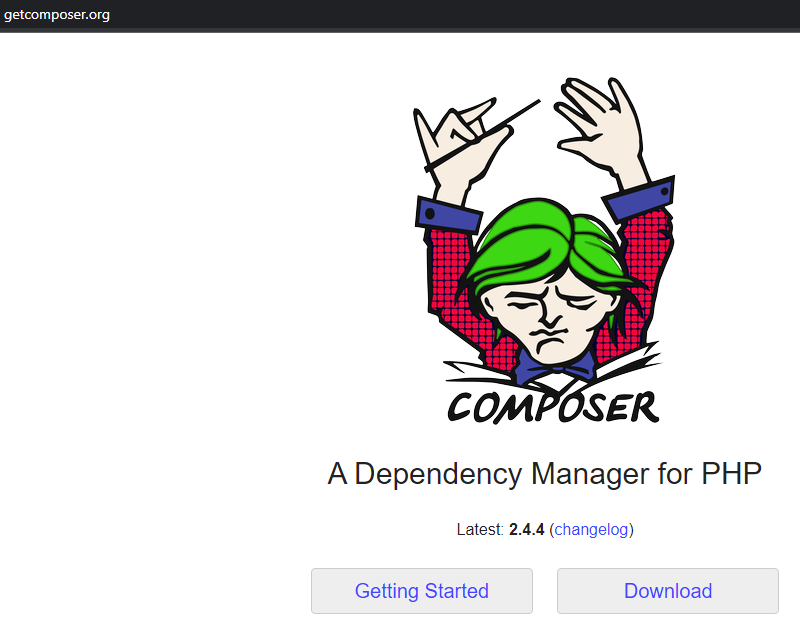 getcomposer.org
COMPOSER
A Dependency Manager for PHP
Latest: 2.4.4 (changelog)
Getting Started
Download